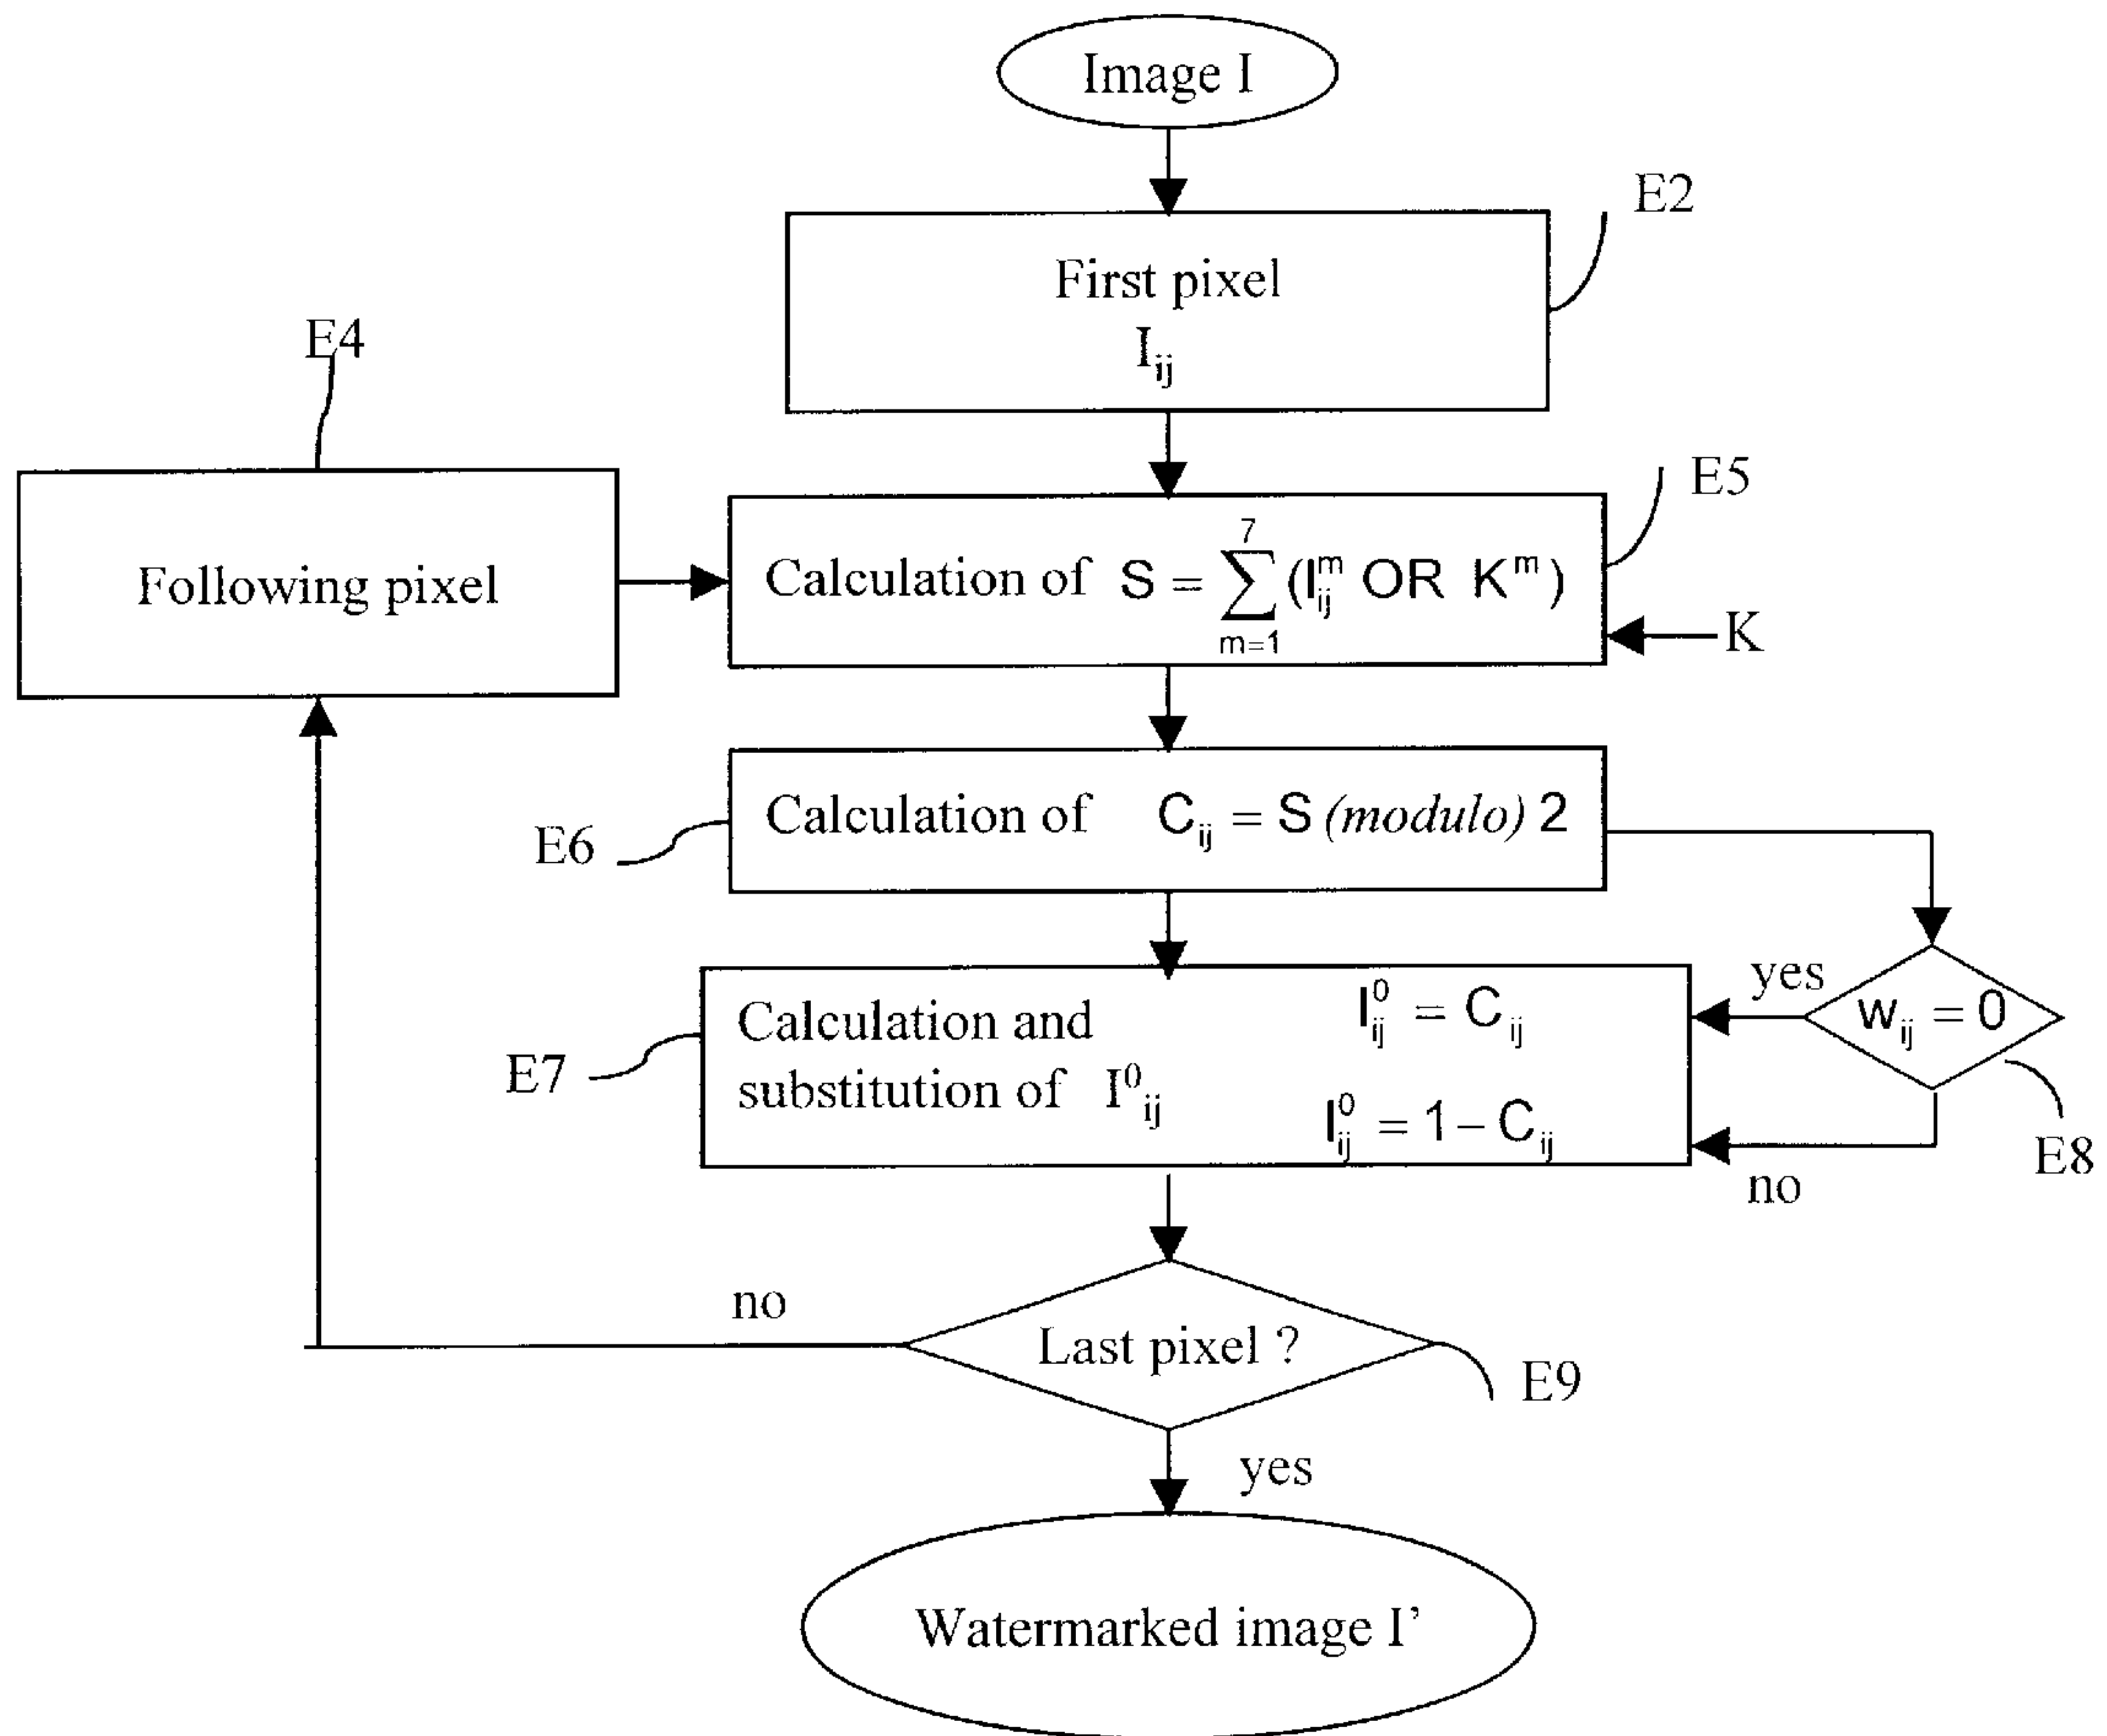 Image I
E2
First pixel
I_ij
E4
E5
Following pixel
Calculation of S = ∑_{m=1}^{7} (I_ij^m OR K^m)
K
Calculation of C_ij = S (modulo) 2
E6
yes
w_ij = 0
Calculation and
substitution of I^0_ij
I_ij^0 = C_ij
I_ij^0 = 1 – C_ij
E7
E8
no
no
Last pixel ?
E9
yes
Watermarked image I’